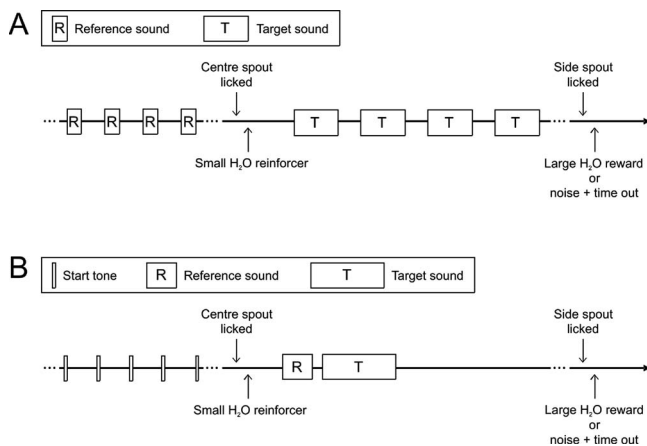 A
R Reference sound T Target sound
Centre spout
licked
Side spout
licked
R R R R T T T T
Small H₂O reinforcer
Large H₂O reward
or
noise + time out
B
Start tone R Reference sound T Target sound
Centre spout
licked
Side spout
licked
R T
Small H₂O reinforcer
Large H₂O reward
or
noise + time out